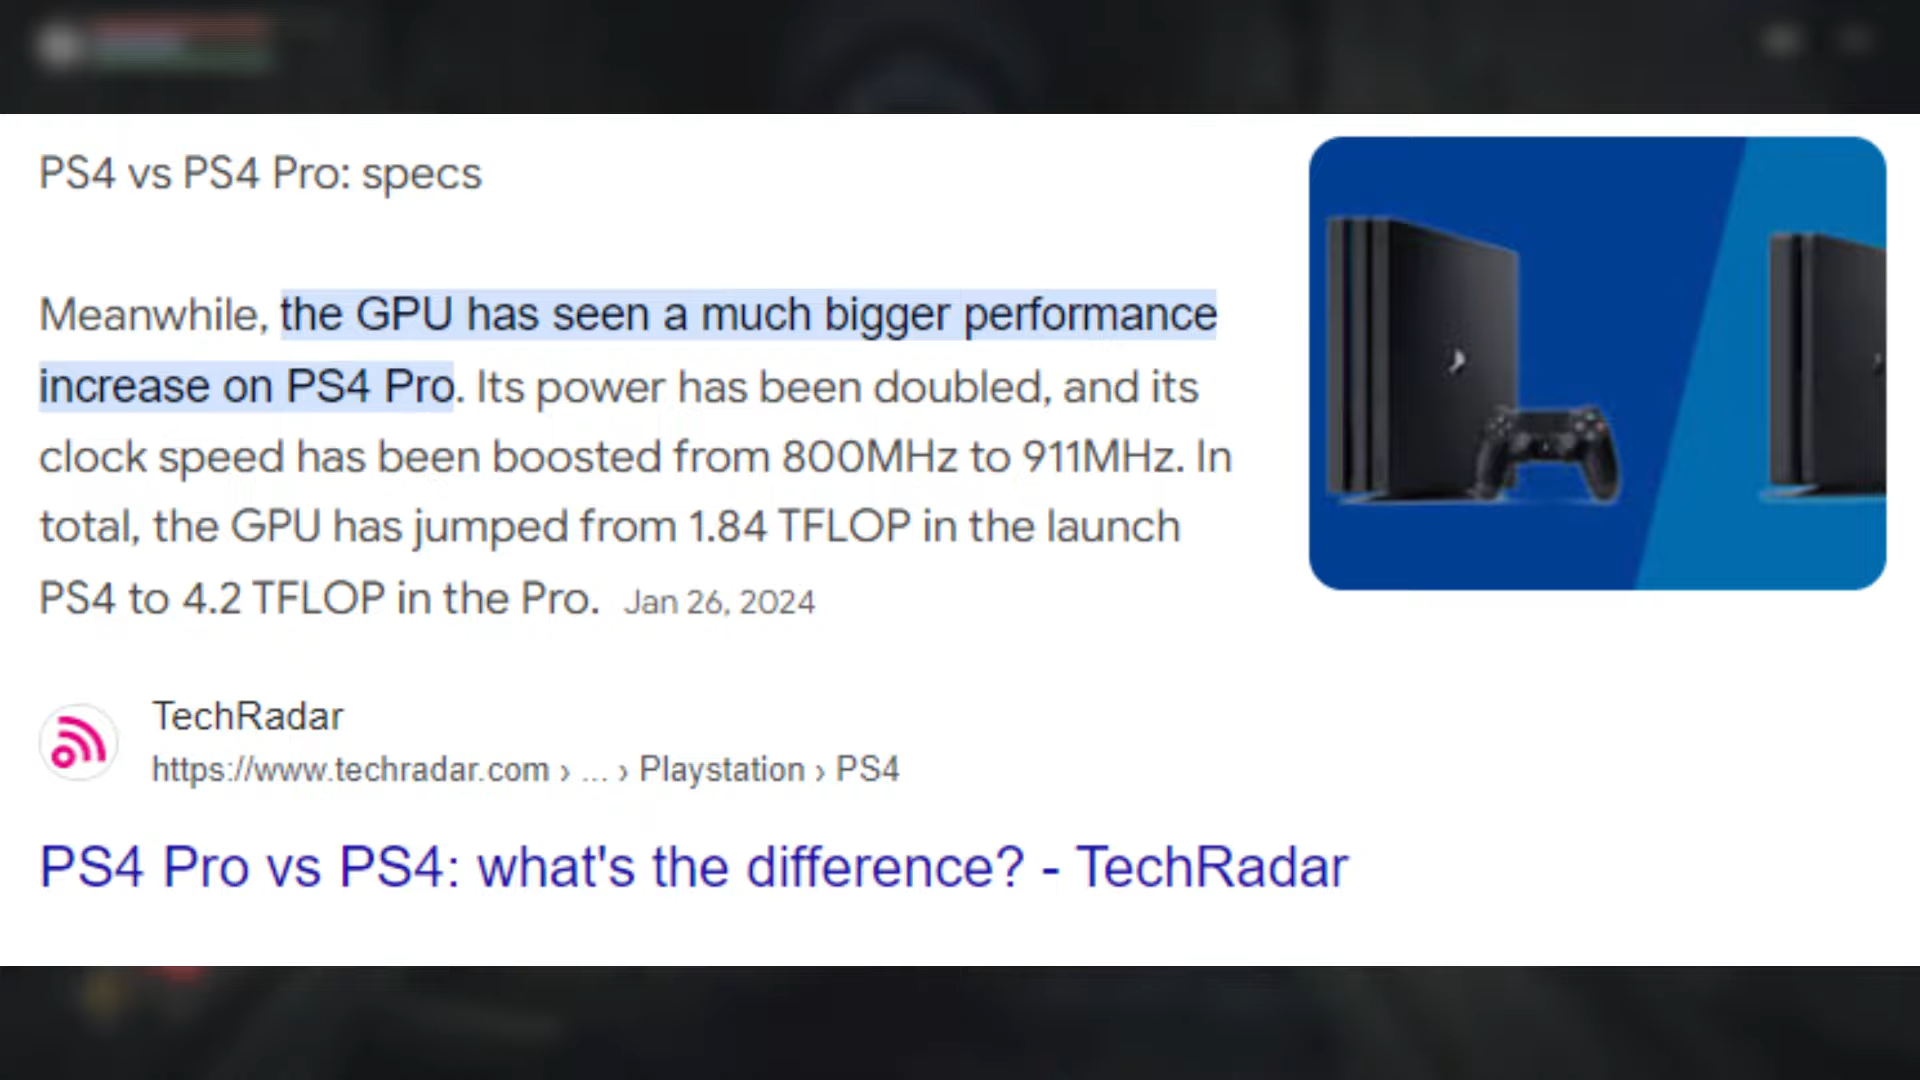 PS4 vs PS4 Pro: specs
Meanwhile, the GPU has seen a much bigger performance
increase on PS4 Pro. Its power has been doubled, and its
clock speed has been boosted from 800MHz to 911MHz. In
total, the GPU has jumped from 1.84 TFLOP in the launch
PS4 to 4.2 TFLOP in the Pro. Jan 26, 2024
TechRadar
https://www.techradar.com › ... › Playstation › PS4
PS4 Pro vs PS4: what's the difference? - TechRadar